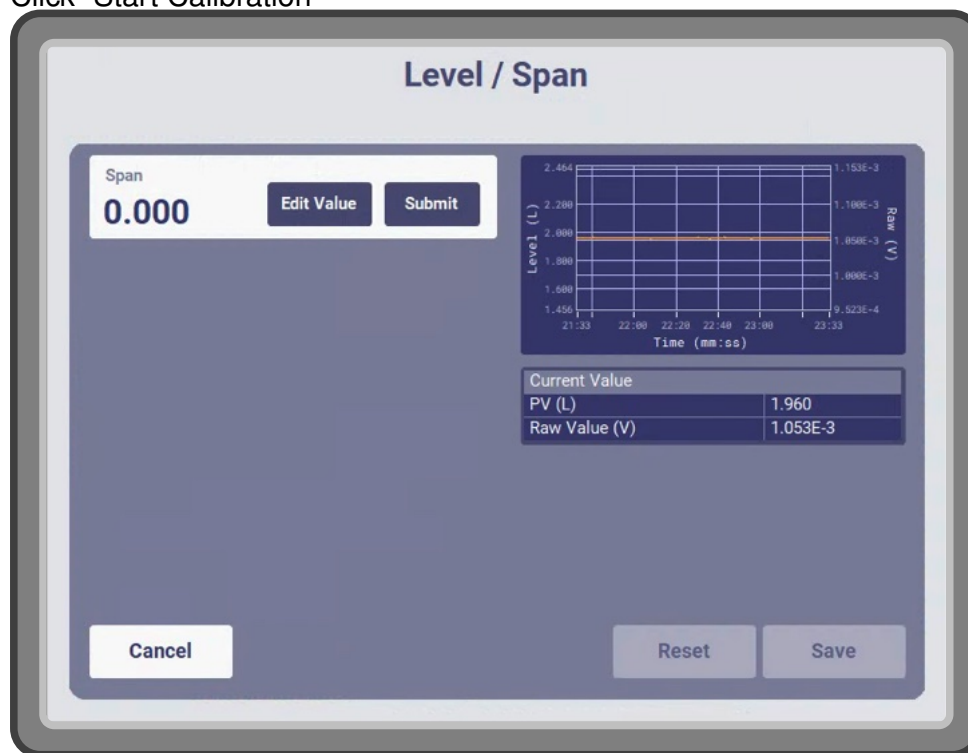 Click "Start Calibration"
Level / Span
Span
0.000
Edit Value
Submit
2.464
2.200
2.000
1.800
1.600
1.456
Level (L)
1.153E-3
1.100E-3
1.050E-3
1.000E-3
9.523E-4
Raw (V)
21:33 22:00 22:20 22:40 23:00 23:33
Time (mm:ss)
Current Value
PV (L) 1.960
Raw Value (V) 1.053E-3
Cancel
Reset
Save